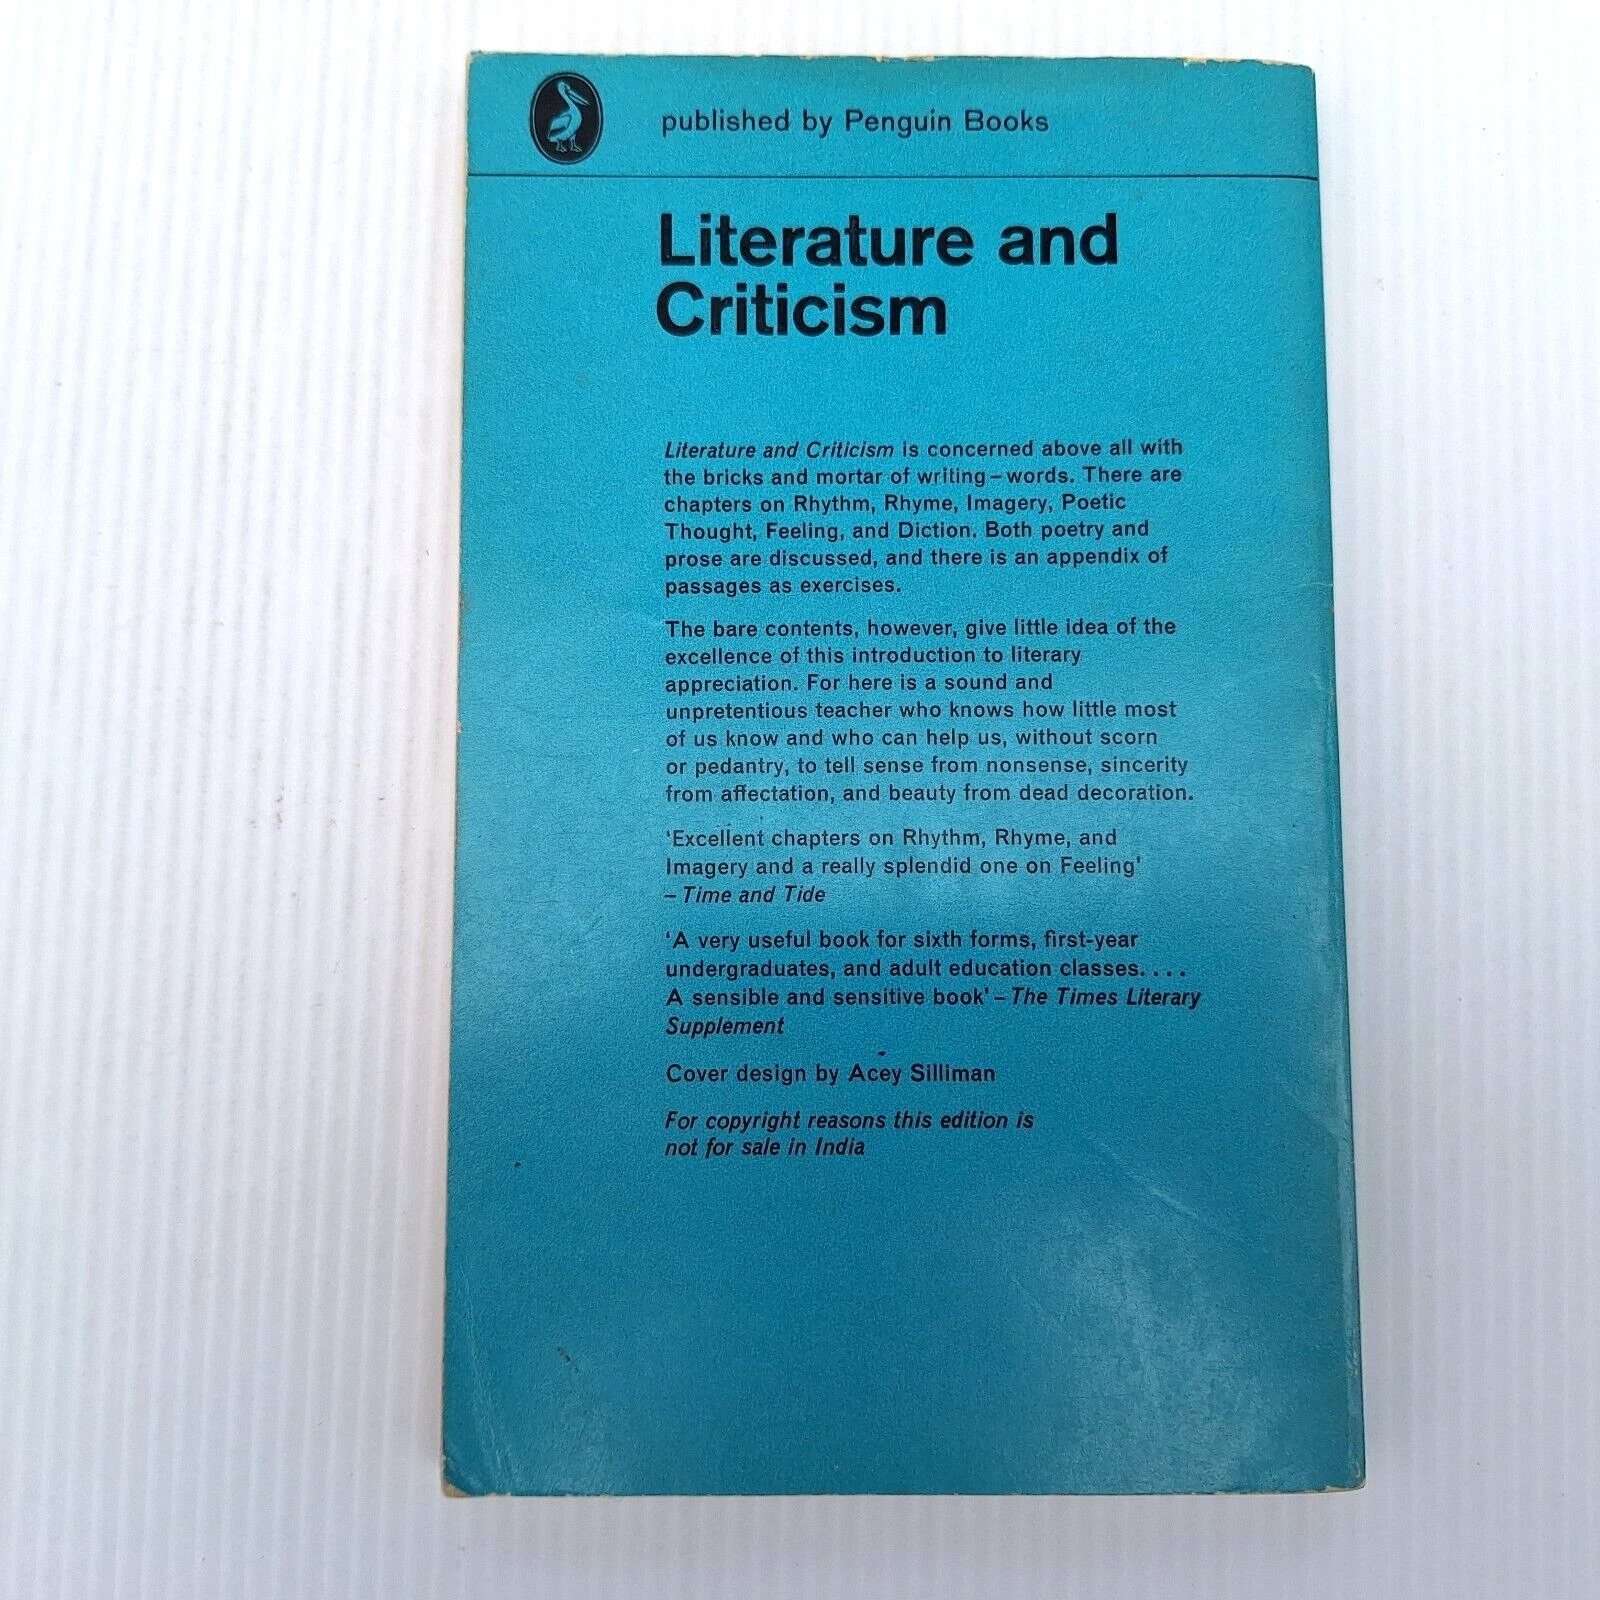 published by Penguin Books
Literature and
Criticism
Literature and Criticism is concerned above all with
the bricks and mortar of writing – words. There are
chapters on Rhythm, Rhyme, Imagery, Poetic
Thought, Feeling, and Diction. Both poetry and
prose are discussed, and there is an appendix of
passages as exercises.
The bare contents, however, give little idea of the
excellence of this introduction to literary
appreciation. For here is a sound and
unpretentious teacher who knows how little most
of us know and who can help us, without scorn
or pedantry, to tell sense from nonsense, sincerity
from affectation, and beauty from dead decoration.
‘Excellent chapters on Rhythm, Rhyme, and
Imagery and a really splendid one on Feeling’
– Time and Tide
‘A very useful book for sixth forms, first-year
undergraduates, and adult education classes. . . .
A sensible and sensitive book’ – The Times Literary
Supplement
Cover design by Acey Silliman
For copyright reasons this edition is
not for sale in India